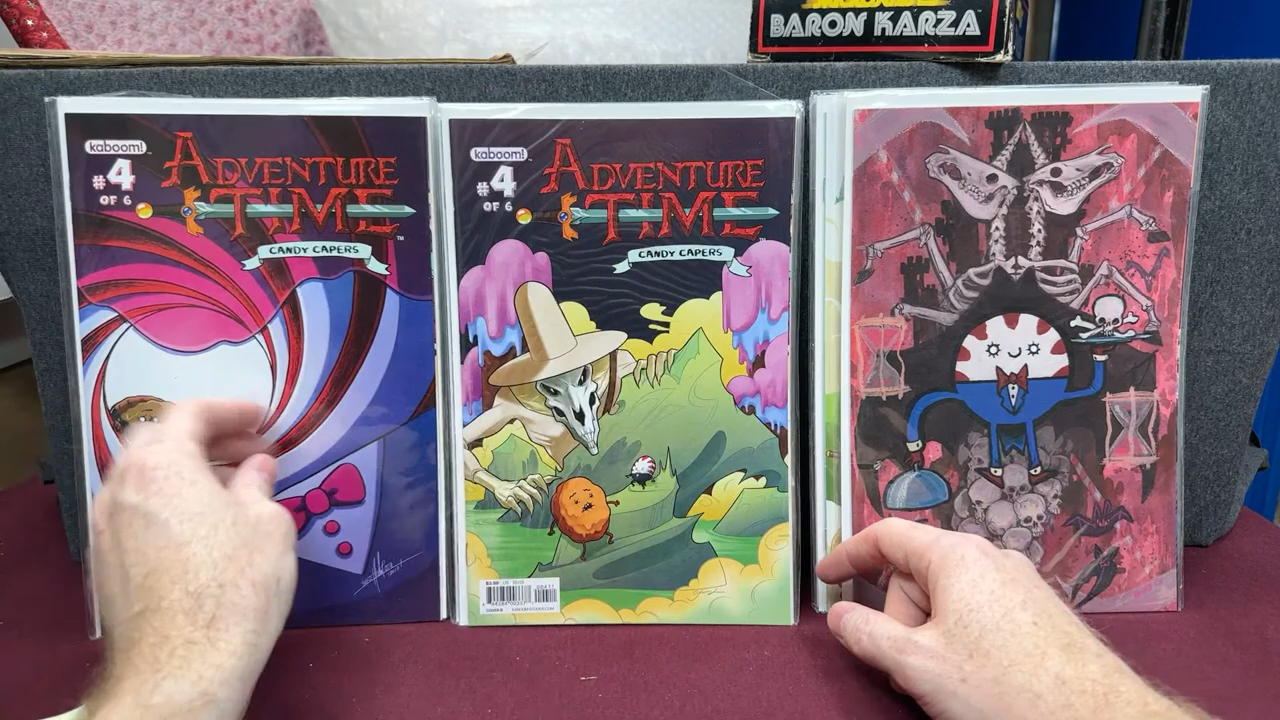 BARON KARZA
kaboom!
#4
OF 6
ADVENTURE
TIME
CANDY CAPERS
kaboom!
#4
OF 6
ADVENTURE
TIME
CANDY CAPERS